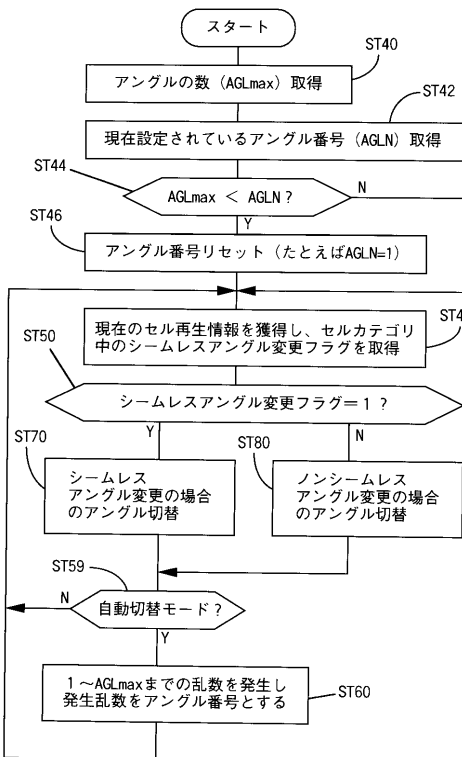 スタート
ST40
アングルの数（AGLmax）取得
ST42
現在設定されているアングル番号（AGLN）取得
ST44
AGLmax < AGLN？
N
Y
ST46
アングル番号リセット（たとえばAGLN=1）
現在のセル再生情報を獲得し、セルカテゴリ
中のシームレスアングル変更フラグを取得
ST4
ST50
シームレスアングル変更フラグ＝１？
Y
N
ST70
シームレス
アングル変更の場合
のアングル切替
ST80
ノンシームレス
アングル変更の場合
のアングル切替
ST59
自動切替モード？
N
Y
１～AGLmaxまでの乱数を発生し
発生乱数をアングル番号とする
ST60